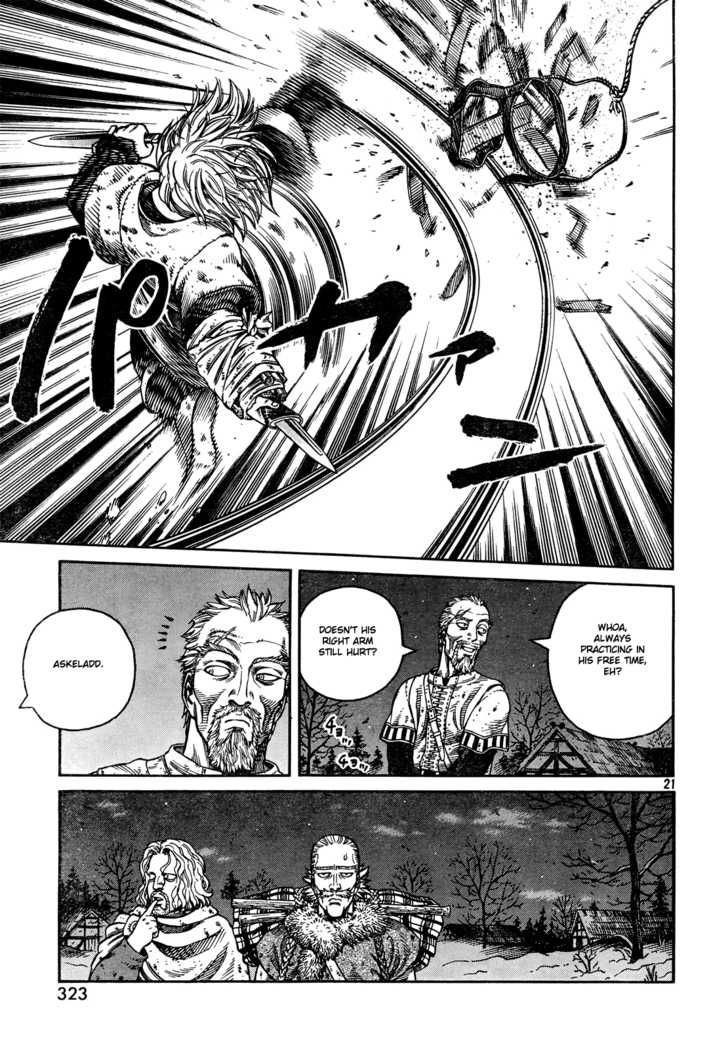 パャァン
WHOA,
ALWAYS
PRACTICING IN
HIS FREE TIME,
EH?
DOESN'T HIS
RIGHT ARM
STILL HURT?
ASKELADD.
21
323